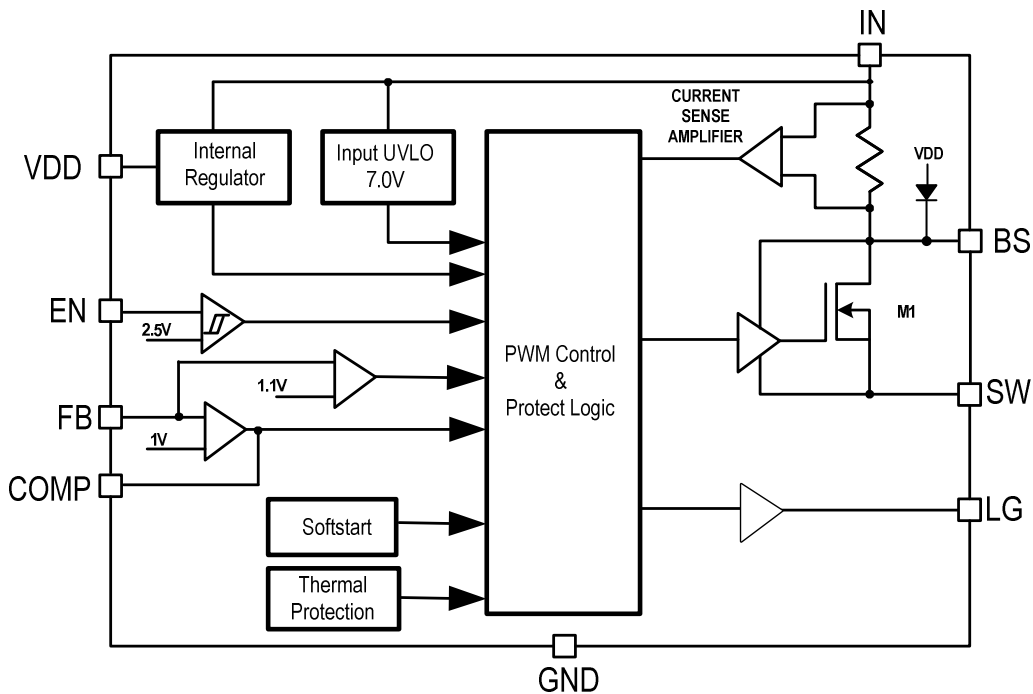 IN
CURRENT
SENSE
AMPLIFIER
VDD
Internal
Regulator
Input UVLO
7.0V
VDD
BS
EN
2.5V
M1
PWM Control
&
Protect Logic
1.1V
FB
1V
SW
COMP
LG
Softstart
Thermal
Protection
GND